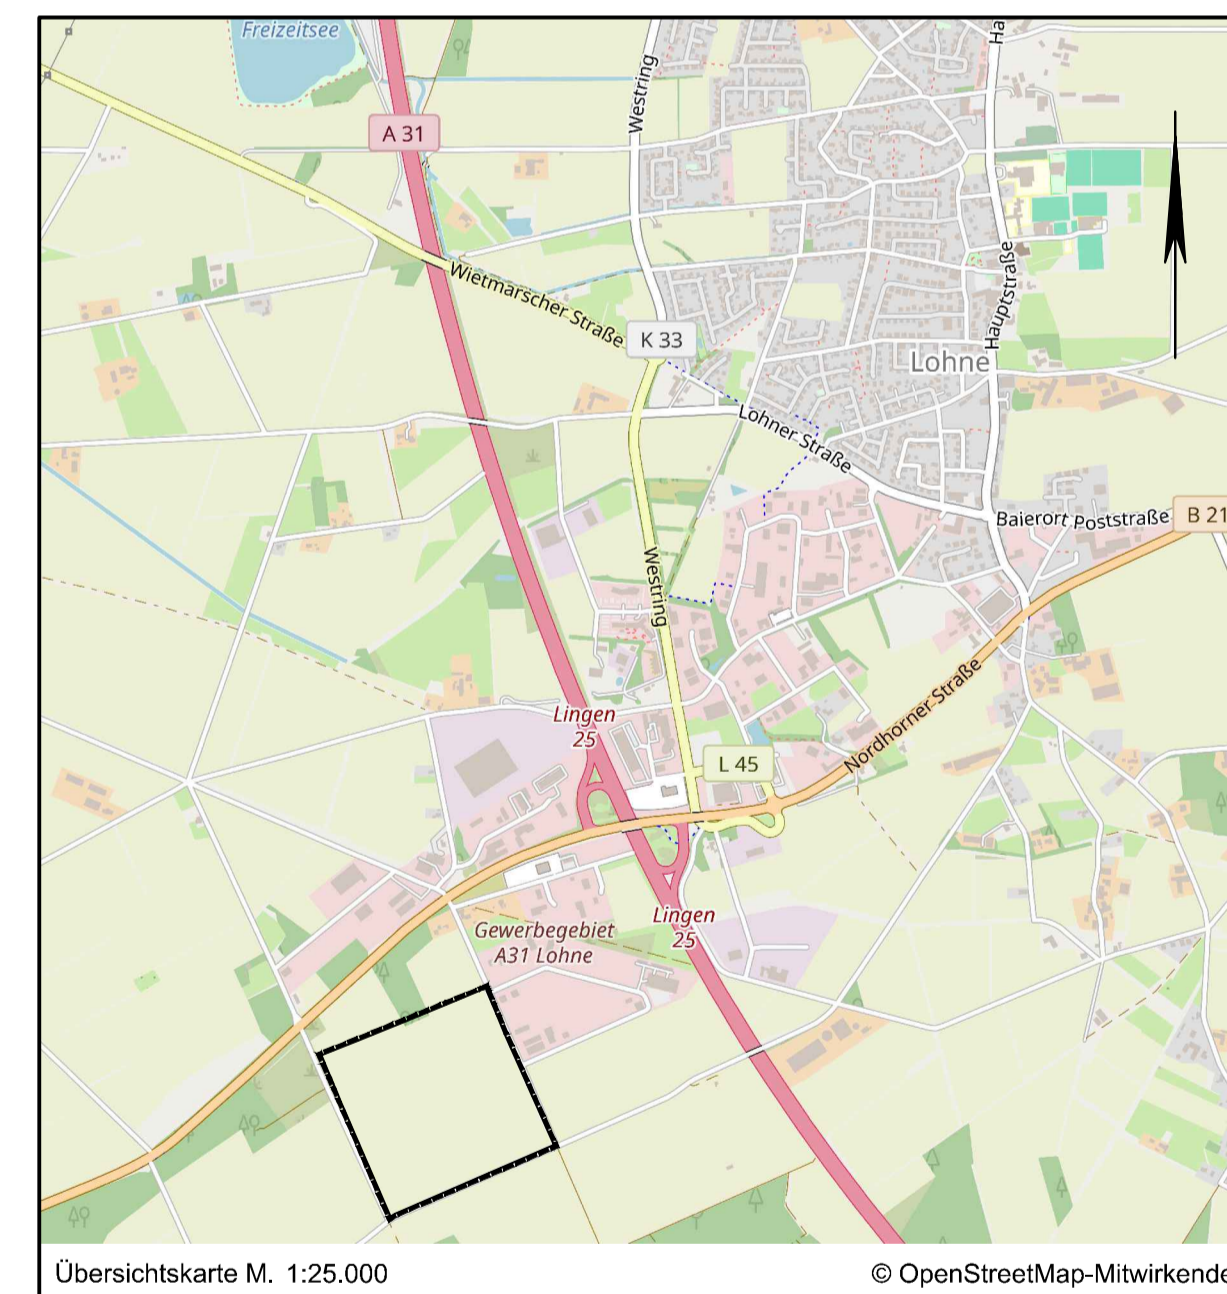 Freizeitsee
Ha
Westring
A 31
Wietmarscher Straße
K 33
Hauptstraße
Lohne
Lohner Straße
Baierort Poststraße
B 21
Westring
Lingen
25
L 45
Nordhorner Straße
Lingen
25
Gewerbegebiet
A31 Lohne
Übersichtskarte M. 1:25.000
© OpenStreetMap-Mitwirkende